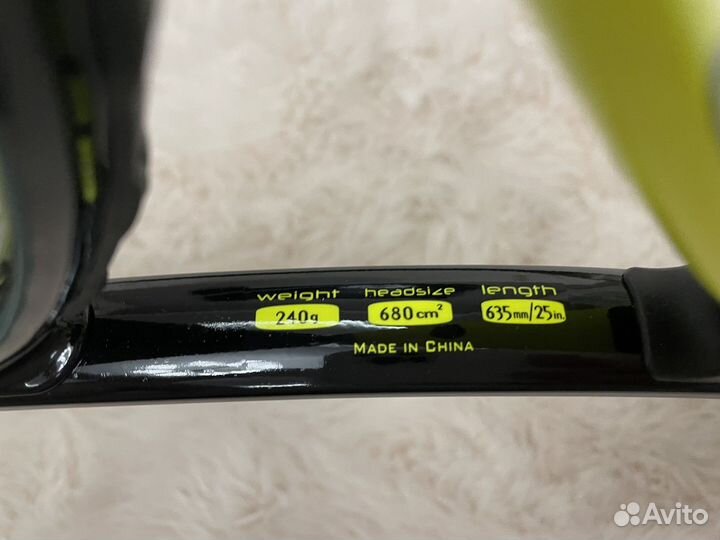 weight headsize length
240g 680cm² 635mm/25in.
MADE IN CHINA
Avito